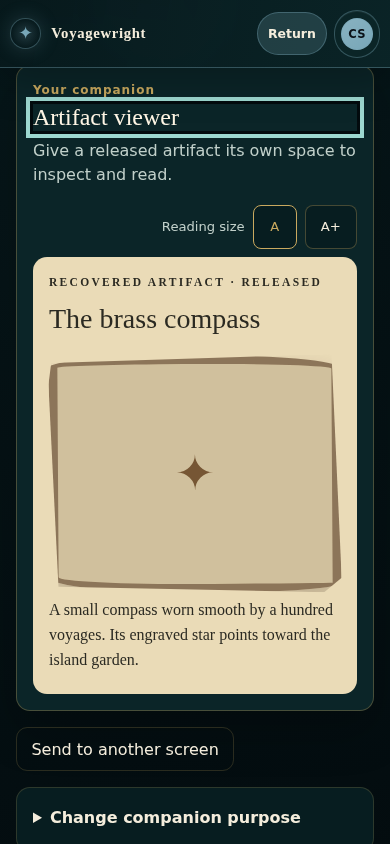 Voyagewright
Return
CS
Your companion
Artifact viewer
Give a released artifact its own space to
inspect and read.
Reading size
A
A+
RECOVERED ARTIFACT · RELEASED
The brass compass
A small compass worn smooth by a hundred
voyages. Its engraved star points toward the
island garden.
Send to another screen
Change companion purpose